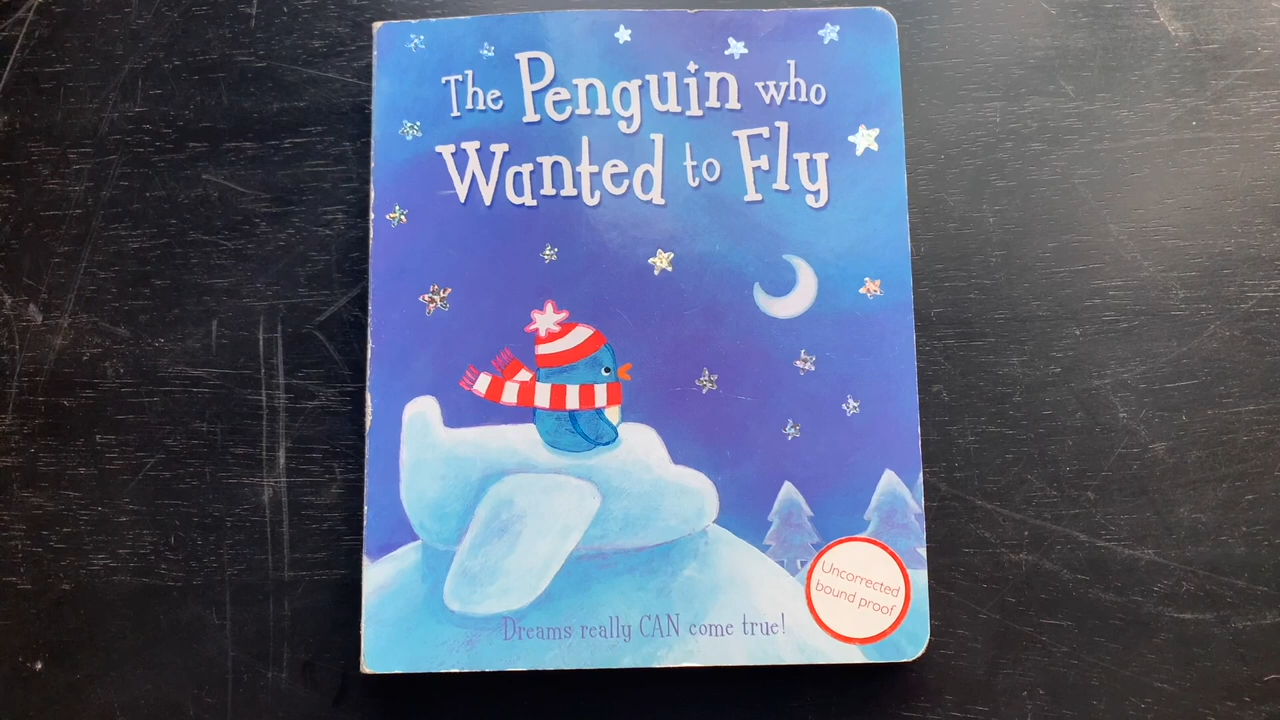 The Penguin who
Wanted to Fly
Dreams really CAN come true!
Uncorrected
bound proof